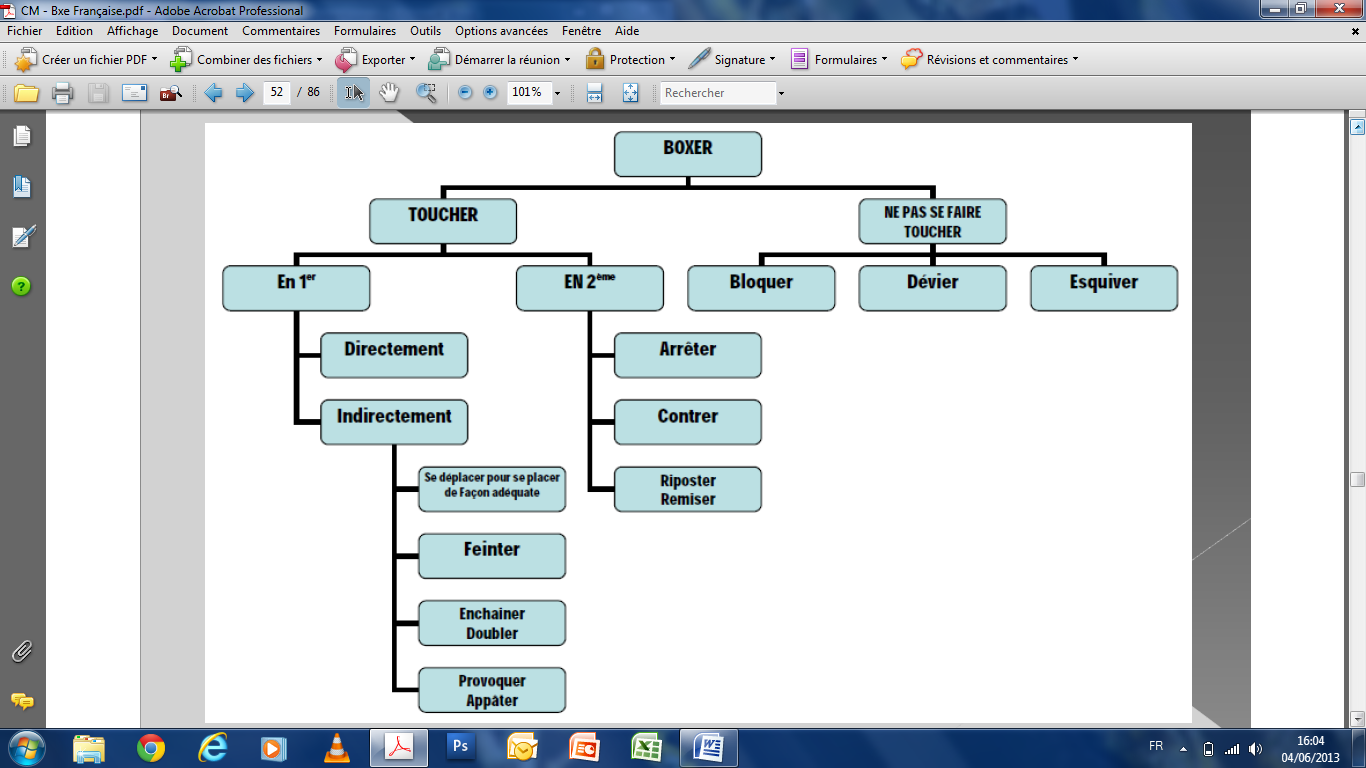 CM - Bxe Française.pdf - Adobe Acrobat Professional
Fichier Edition Affichage Document Commentaires Formulaires Outils Options avancées Fenêtre Aide
Créer un fichier PDF Combiner des fichiers Exporter Démarrer la réunion Protection Signature Formulaires Révisions et commentaires
52 / 86 101% Rechercher
BOXER
TOUCHER
NE PAS SE FAIRE
TOUCHER
En 1er
EN 2ème
Bloquer
Dévier
Esquiver
Directement
Arrêter
Indirectement
Contrer
Se déplacer pour se placer
de Façon adéquate
Riposter
Remiser
Feinter
Enchainer
Doubler
Provoquer
Appâter
Ps
FR
16:04
04/06/2013